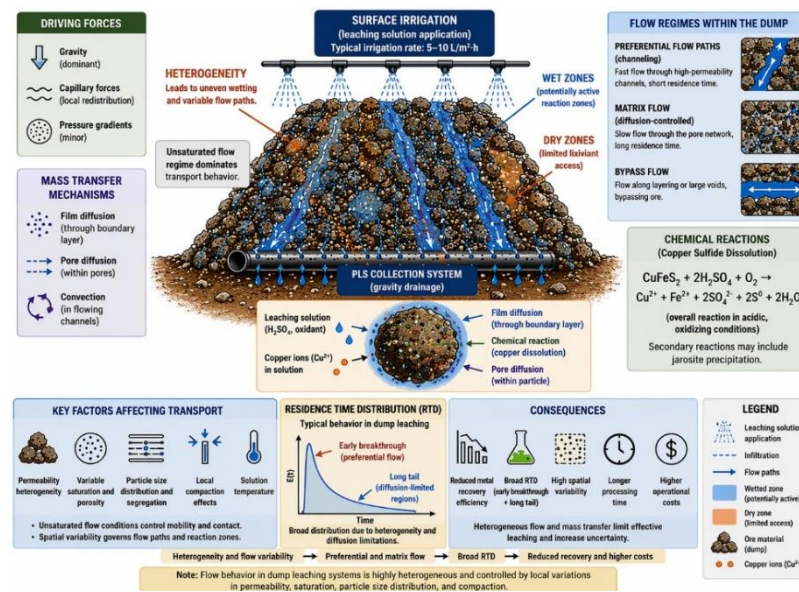 DRIVING FORCES
Gravity
(dominant)
Capillary forces
(local redistribution)
Pressure gradients
(minor)
MASS TRANSFER
MECHANISMS
Film diffusion
(through boundary
layer)
Pore diffusion
(within pores)
Convection
(in flowing
channels)
SURFACE IRRIGATION
(leaching solution application)
Typical irrigation rate: 5–10 L/m²·h
HETEROGENEITY
Leads to uneven wetting
and variable flow paths.
Unsaturated flow
regime dominates
transport behavior.
WET ZONES
(potentially active
reaction zones)
DRY ZONES
(limited lixiviant
access)
PLS COLLECTION SYSTEM
(gravity drainage)
Leaching solution
(H₂SO₄, oxidant)
Copper ions (Cu²⁺)
in solution
Film diffusion
(through boundary layer)
Chemical reaction
(copper dissolution)
Pore diffusion
(within particle)
FLOW REGIMES WITHIN THE DUMP
PREFERENTIAL FLOW PATHS
(channeling)
Fast flow through high-permeability
channels, short residence time.
MATRIX FLOW
(diffusion-controlled)
Slow flow through the pore network,
long residence time.
BYPASS FLOW
Flow along layering or large voids,
bypassing ore.
CHEMICAL REACTIONS
(Copper Sulfide Dissolution)
CuFeS₂ + 2H₂SO₄ + O₂ →
Cu²⁺ + Fe²⁺ + 2SO₄²⁻ + 2S⁰ + 2H₂O
(overall reaction in acidic,
oxidizing conditions)
Secondary reactions may include
jarosite precipitation.
KEY FACTORS AFFECTING TRANSPORT
Permeability
heterogeneity
Variable
saturation and
porosity
Particle size
distribution and
segregation
Local
compaction
effects
Solution
temperature
• Unsaturated flow conditions control mobility and contact.
• Spatial variability governs flow paths and reaction zones.
RESIDENCE TIME DISTRIBUTION (RTD)
Typical behavior in dump leaching
E(t)
Early breakthrough
(preferential flow)
Long tail
(diffusion-limited
regions)
Time
Broad distribution due to heterogeneity and
diffusion limitations.
CONSEQUENCES
Reduced metal
recovery
efficiency
Broad RTD
(early breakthrough
+ long tail)
High spatial
variability
Longer
processing
time
Higher
operational
costs
Heterogeneous flow and mass transfer limit effective
leaching and increase uncertainty.
LEGEND
Leaching solution
application
Infiltration
Flow paths
Wetted zone
(potentially active)
Dry zone
(limited access)
Ore material
(dump)
Copper ions (Cu²⁺
Heterogeneity and flow variability → Preferential and matrix flow → Broad RTD → Reduced recovery and higher costs
Note: Flow behavior in dump leaching systems is highly heterogeneous and controlled by local variations
in permeability, saturation, particle size distribution, and compaction.